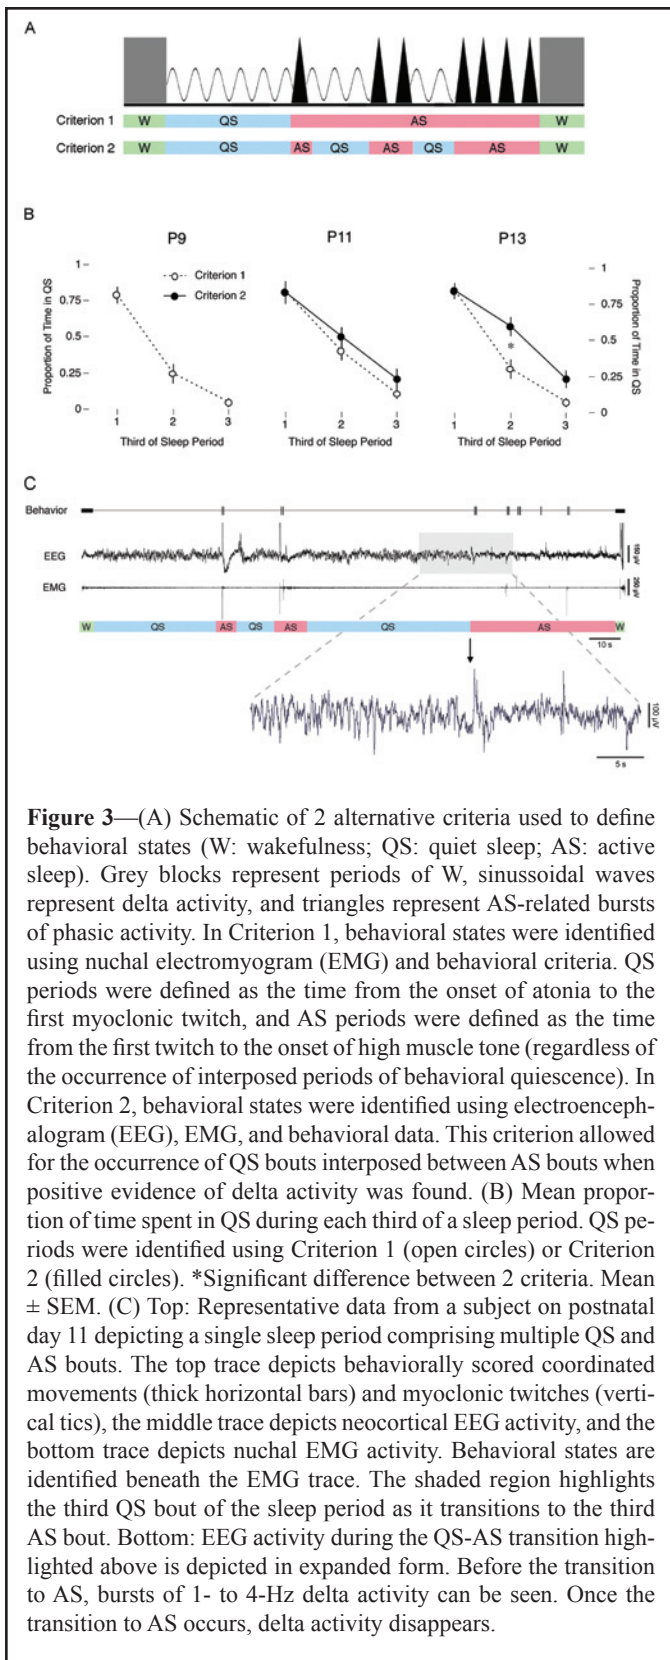 A
Criterion 1 W QS AS W
Criterion 2 W QS AS QS AS QS AS W
B
P9 P11 P13
Proportion of Time in QS
1
0.75
0.5
0.25
0
Criterion 1
Criterion 2
*
1
0.75
0.5
0.25
0
Proportion of Time in QS
1 2 3 1 2 3 1 2 3
Third of Sleep Period Third of Sleep Period Third of Sleep Period
C
Behavior
EEG
150 µV
EMG
250 µV
W QS AS QS AS QS AS W
10 s
100 µV
5 s
Figure 3—(A) Schematic of 2 alternative criteria used to define
behavioral states (W: wakefulness; QS: quiet sleep; AS: active
sleep). Grey blocks represent periods of W, sinussoidal waves
represent delta activity, and triangles represent AS-related bursts
of phasic activity. In Criterion 1, behavioral states were identified
using nuchal electromyogram (EMG) and behavioral criteria. QS
periods were defined as the time from the onset of atonia to the
first myoclonic twitch, and AS periods were defined as the time
from the first twitch to the onset of high muscle tone (regardless of
the occurrence of interposed periods of behavioral quiescence). In
Criterion 2, behavioral states were identified using electroenceph-
alogram (EEG), EMG, and behavioral data. This criterion allowed
for the occurrence of QS bouts interposed between AS bouts when
positive evidence of delta activity was found. (B) Mean propor-
tion of time spent in QS during each third of a sleep period. QS pe-
riods were identified using Criterion 1 (open circles) or Criterion
2 (filled circles). *Significant difference between 2 criteria. Mean
± SEM. (C) Top: Representative data from a subject on postnatal
day 11 depicting a single sleep period comprising multiple QS and
AS bouts. The top trace depicts behaviorally scored coordinated
movements (thick horizontal bars) and myoclonic twitches (verti-
cal tics), the middle trace depicts neocortical EEG activity, and the
bottom trace depicts nuchal EMG activity. Behavioral states are
identified beneath the EMG trace. The shaded region highlights
the third QS bout of the sleep period as it transitions to the third
AS bout. Bottom: EEG activity during the QS-AS transition high-
lighted above is depicted in expanded form. Before the transition
to AS, bursts of 1- to 4-Hz delta activity can be seen. Once the
transition to AS occurs, delta activity disappears.